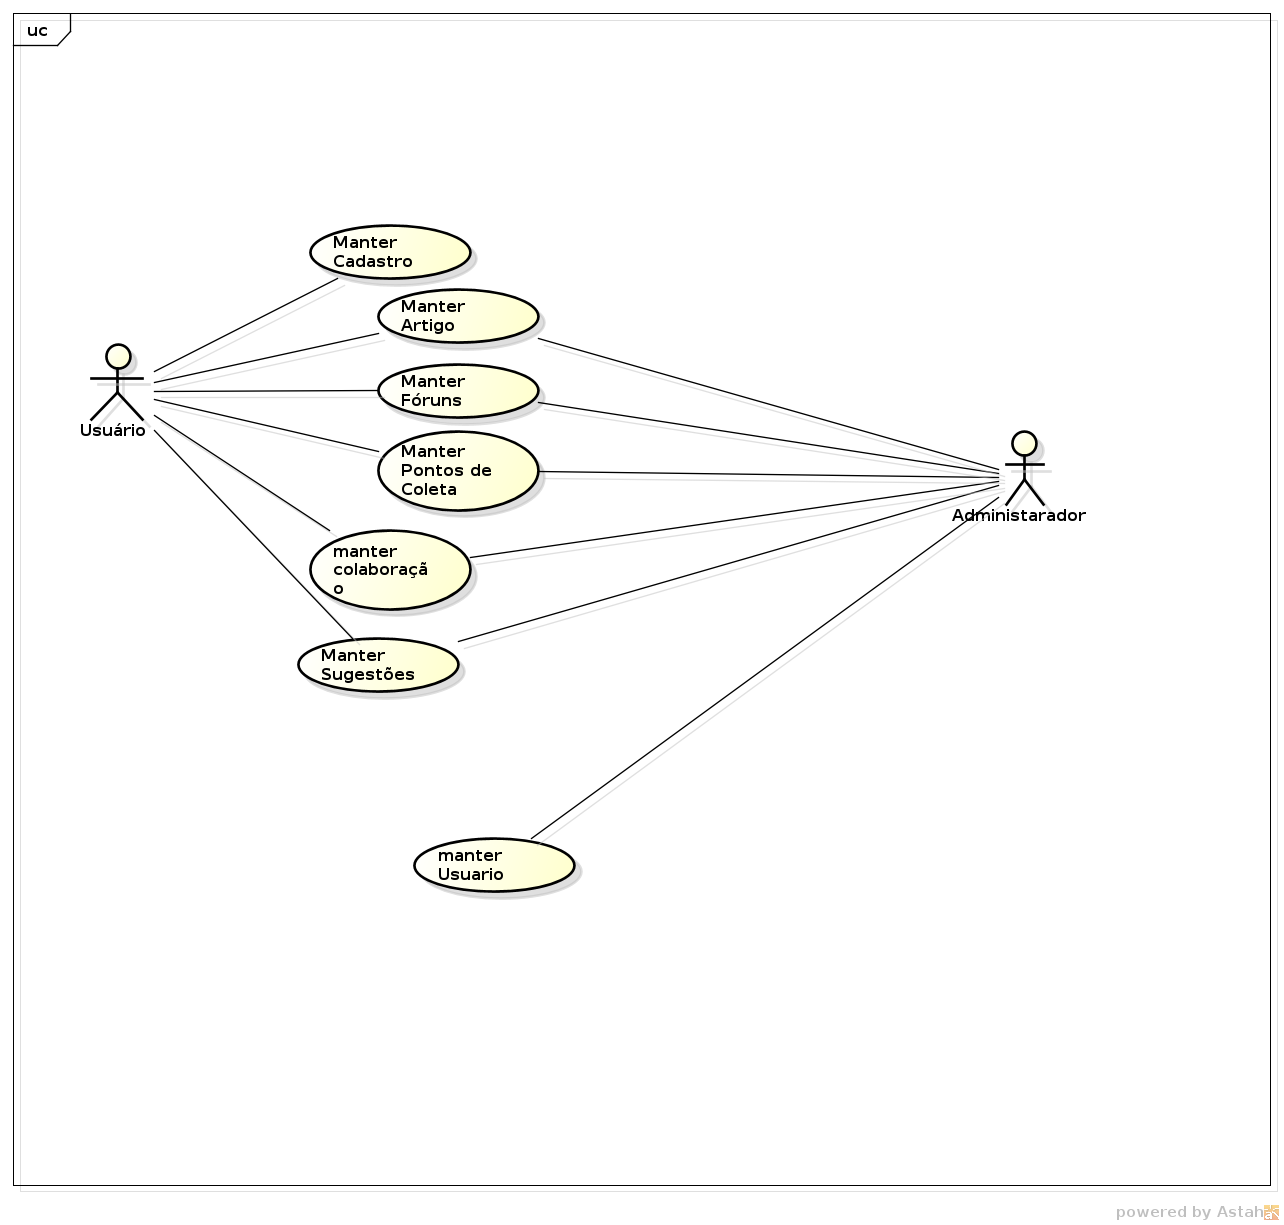 uc
Manter
Cadastro
Manter
Artigo
Manter
Fóruns
Usuário
Manter
Pontos de
Coleta
Administarador
manter
colaboraçã
o
Manter
Sugestões
manter
Usuario
powered by Astah